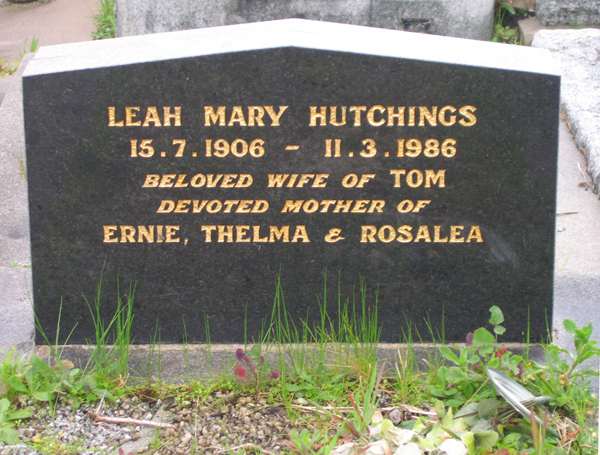 LEAH MARY HUTCHINGS
15.7.1906 - 11.3.1986
BELOVED WIFE OF TOM
DEVOTED MOTHER OF
ERNIE, THELMA & ROSALEA